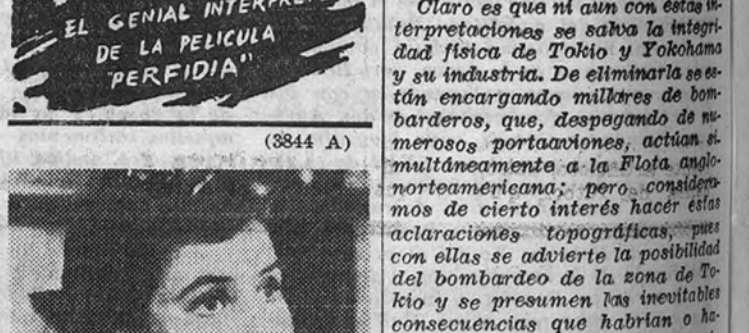 EL GENIAL INTERPRE
DE LA PELICULA
"PERFIDIA"
(3844 A)
Claro es que ni aun con estas in-
terpretaciones se salva la integri-
dad física de Tokio y Yokohama
y su industria. De eliminarla se es-
tán encargando millares de bom-
barderos, que, despegando de nu-
merosos portaaviones, actúan si-
multáneamente a la Flota anglo-
norteamericana; pero considera-
mos de cierto interés hacer estas
aclaraciones topográficas, pues
con ellas se advierte la posibilidad
del bombardeo de la zona de To-
kio y se presumen las inevitables
consecuencias que habrían o ha-